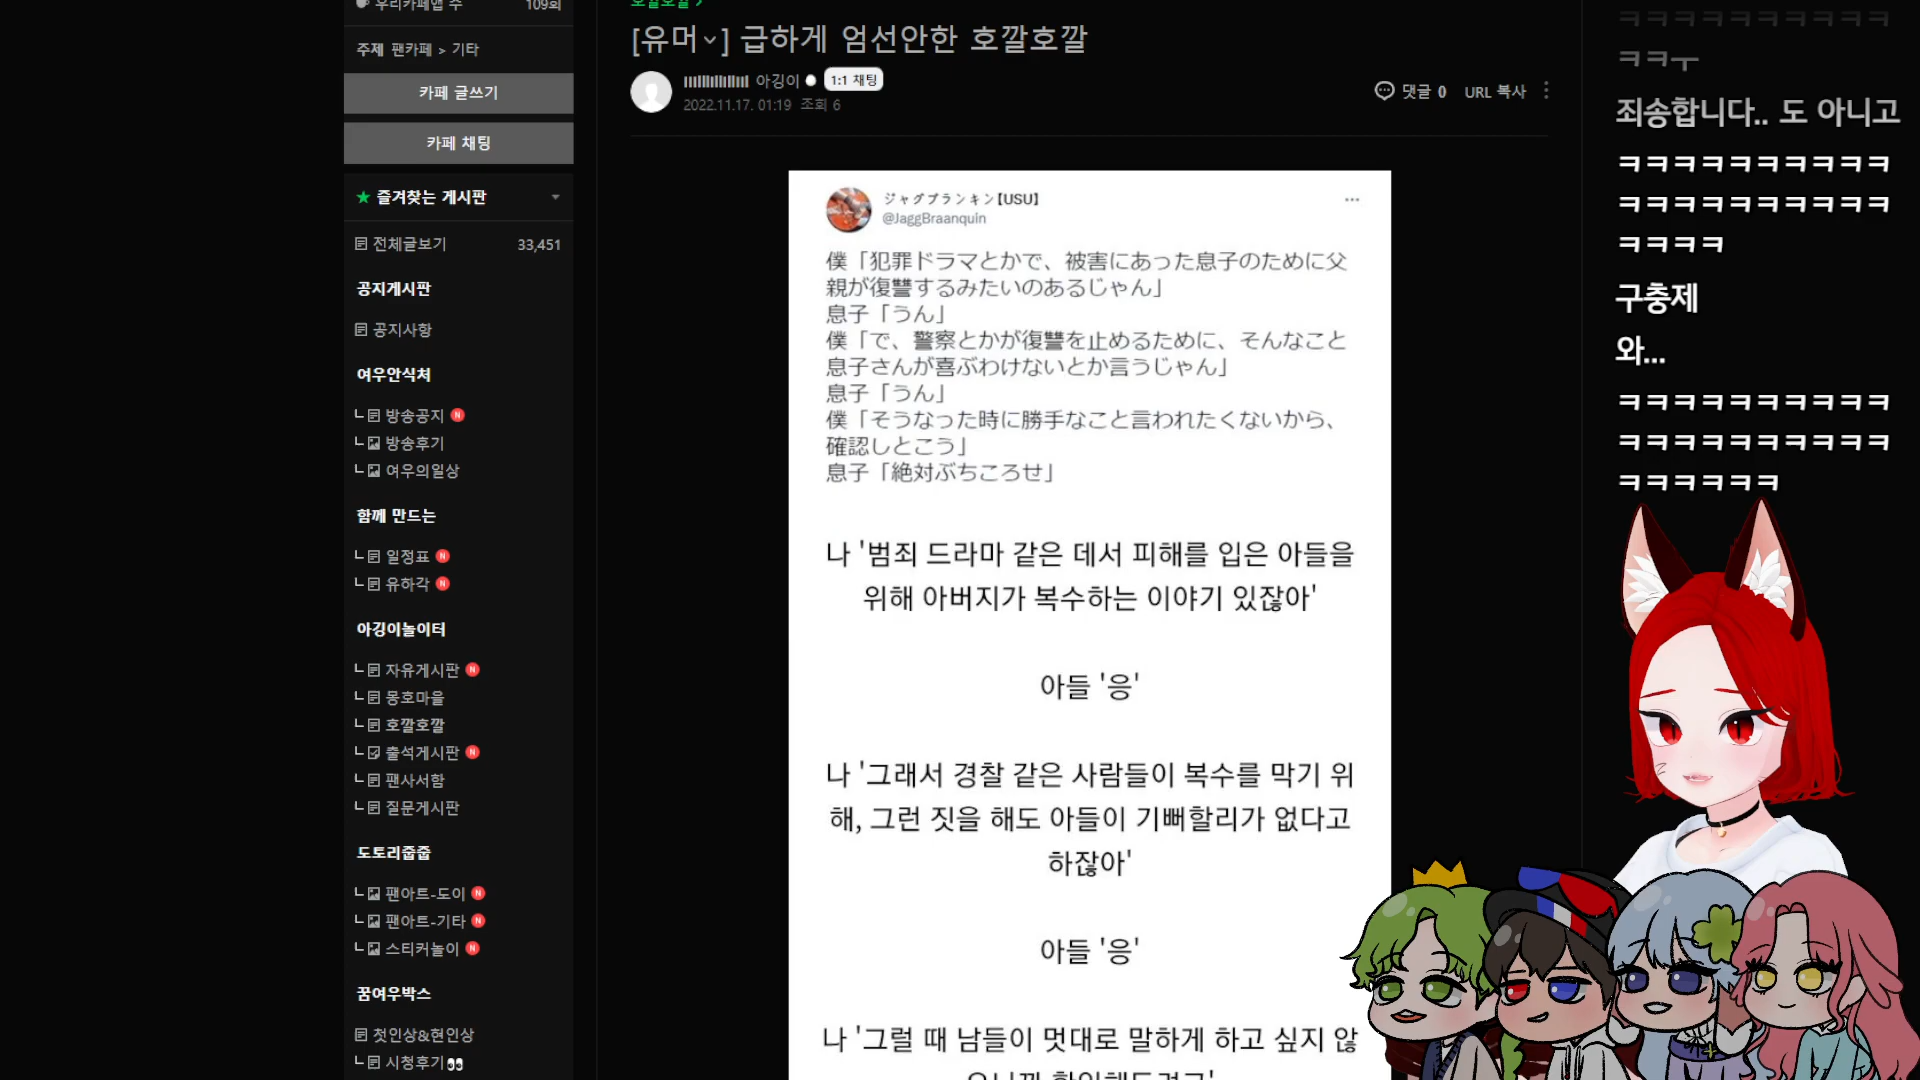 우리카페앱 수 109회
주제 팬카페 > 기타
카페 글쓰기
카페 채팅
★ 즐겨찾는 게시판
전체글보기 33,451
공지게시판
공지사항
여우안식처
방송공지 N
방송후기
여우의일상
함께 만드는
일정표 N
유하각 N
아깅이놀이터
자유게시판 N
몽호마을
호깔호깔
출석게시판 N
팬사서함
질문게시판
도토리줍줍
팬아트-도이 N
팬아트-기타 N
스티커놀이 N
꿈여우박스
첫인상&현인상
시청후기
호깔호깔 >
[유머] 급하게 엄선안한 호깔호깔
아깅이 1:1 채팅
2022.11.17. 01:19 조회 6
댓글 0 URL 복사
ジャグブランキン【USU】
@JaggBraanquin
僕「犯罪ドラマとかで、被害にあった息子のために父
親が復讐するみたいのあるじゃん」
息子「うん」
僕「で、警察とかが復讐を止めるために、そんなこと
息子さんが喜ぶわけないとか言うじゃん」
息子「うん」
僕「そうなった時に勝手なこと言われたくないから、
確認しとこう」
息子「絶対ぶちころせ」
나 '범죄 드라마 같은 데서 피해를 입은 아들을
위해 아버지가 복수하는 이야기 있잖아'
아들 '응'
나 '그래서 경찰 같은 사람들이 복수를 막기 위
해, 그런 짓을 해도 아들이 기뻐할리가 없다고
하잖아'
아들 '응'
나 '그럴 때 남들이 멋대로 말하게 하고 싶지 않
ㅋㅋㅋㅋㅋㅋㅋㅋㅋㅋ
ㅋㅋㅜ
죄송합니다.. 도 아니고
ㅋㅋㅋㅋㅋㅋㅋㅋㅋㅋ
ㅋㅋㅋㅋㅋㅋㅋㅋㅋㅋ
ㅋㅋㅋㅋ
구충제
와...
ㅋㅋㅋㅋㅋㅋㅋㅋㅋㅋ
ㅋㅋㅋㅋㅋㅋㅋㅋㅋㅋ
ㅋㅋㅋㅋㅋㅋ